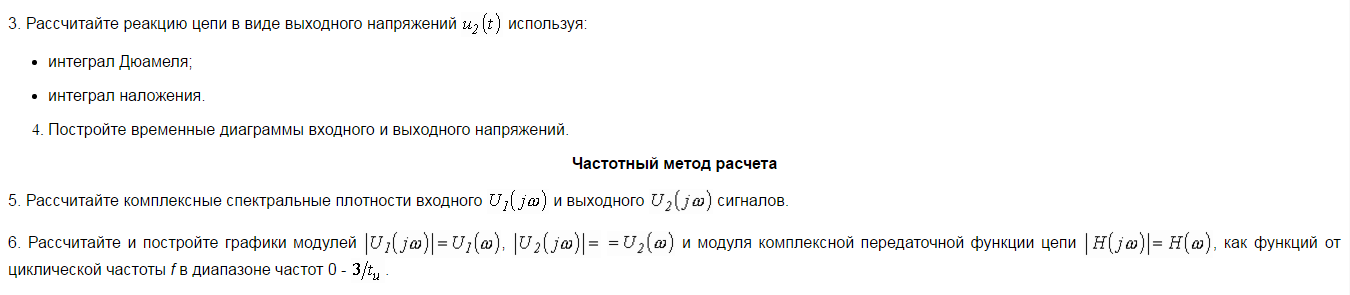 3. Рассчитайте реакцию цепи в виде выходного напряжений u₂(t) используя:
• интеграл Дюамеля;
• интеграл наложения.
4. Постройте временные диаграммы входного и выходного напряжений.
Частотный метод расчета
5. Рассчитайте комплексные спектральные плотности входного U₁(jω) и выходного U₂(jω) сигналов.
6. Рассчитайте и постройте графики модулей |U₁(jω)|= U₁(ω), |U₂(jω)|= = U₂(ω) и модуля комплексной передаточной функции цепи | H(jω)|= H(ω), как функций от
циклической частоты f в диапазоне частот 0 - 3/tᵤ .